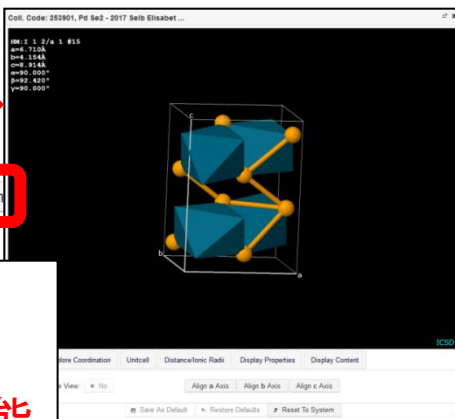 Coll. Code: 253901, Pd Se2 - 2017 Selb Elisabet ...
HM:I 1 2/a 1 #15
a=6.710Å
b=4.154Å
c=8.914Å
α=90.000°
β=92.420°
γ=90.000°
c
b
a
ICSD
Coordination
Unitcell
Distance/Ionic Radii
Display Properties
Display Content
View:
No
Align a Axis
Align b Axis
Align c Axis
Save As Default
Restore Defaults
Reset To System
能